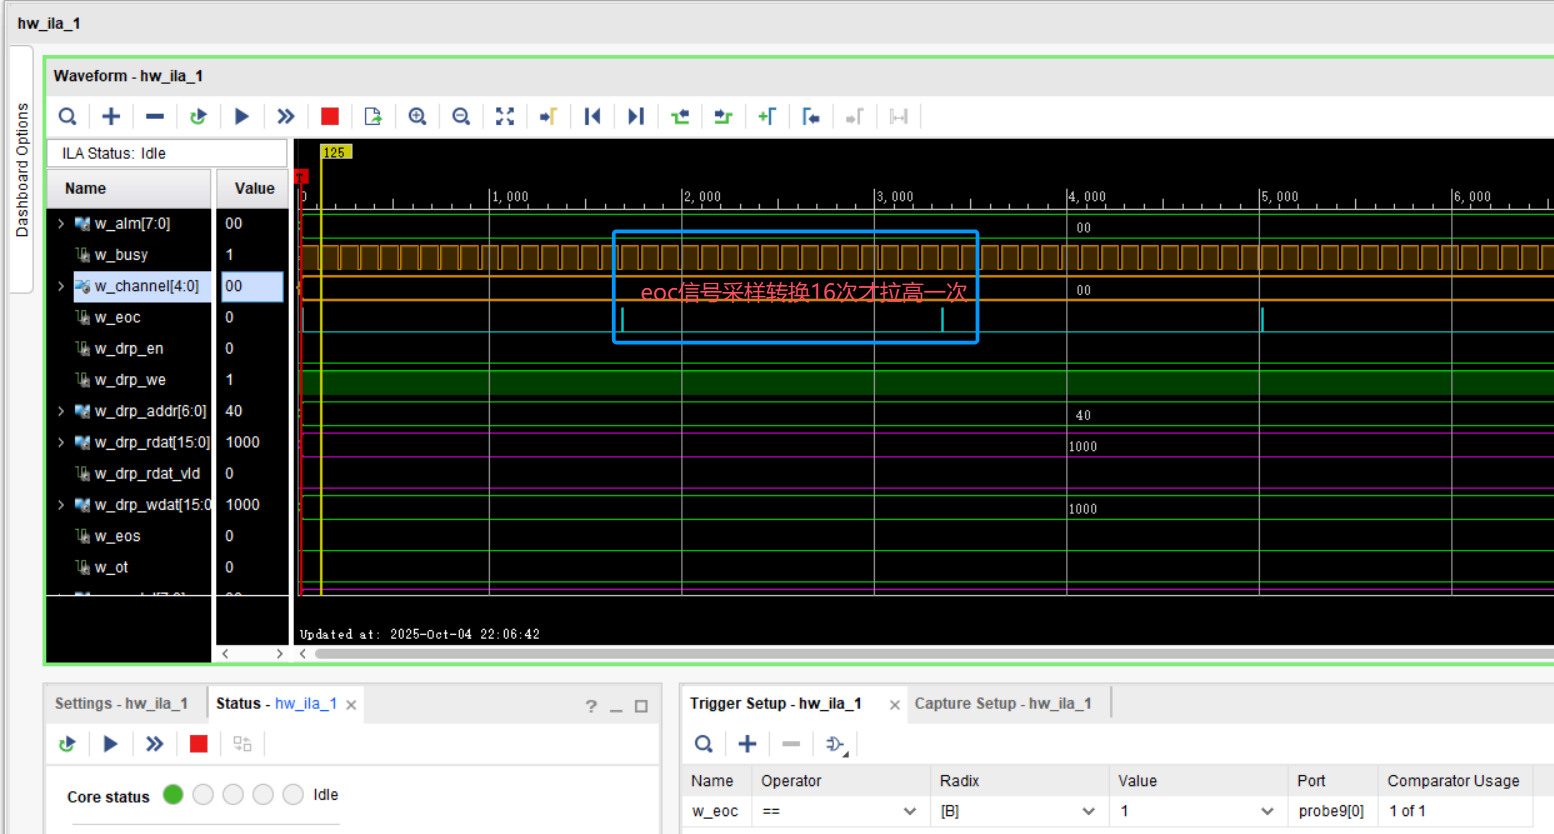 hw_ila_1
Dashboard Options
Waveform - hw_ila_1
ILA Status: Idle
Name Value
125
T
0 1,000 2,000 3,000 4,000 5,000 6,000
w_alm[7:0] 00 00
w_busy 1
w_channel[4:0] 00 00
eoc信号采样转换16次才拉高一次
w_eoc 0
w_drp_en 0
w_drp_we 1
w_drp_addr[6:0] 40 40
w_drp_rdat[15:0] 1000 1000
w_drp_rdat_vld 0
w_drp_wdat[15:0 1000 1000
w_eos 0
w_ot 0
Updated at: 2025-Oct-04 22:06:42
Settings - hw_ila_1 Status - hw_ila_1
Core status Idle
Trigger Setup - hw_ila_1 Capture Setup - hw_ila_1
Name Operator Radix Value Port Comparator Usage
w_eoc == [B] 1 probe9[0] 1 of 1